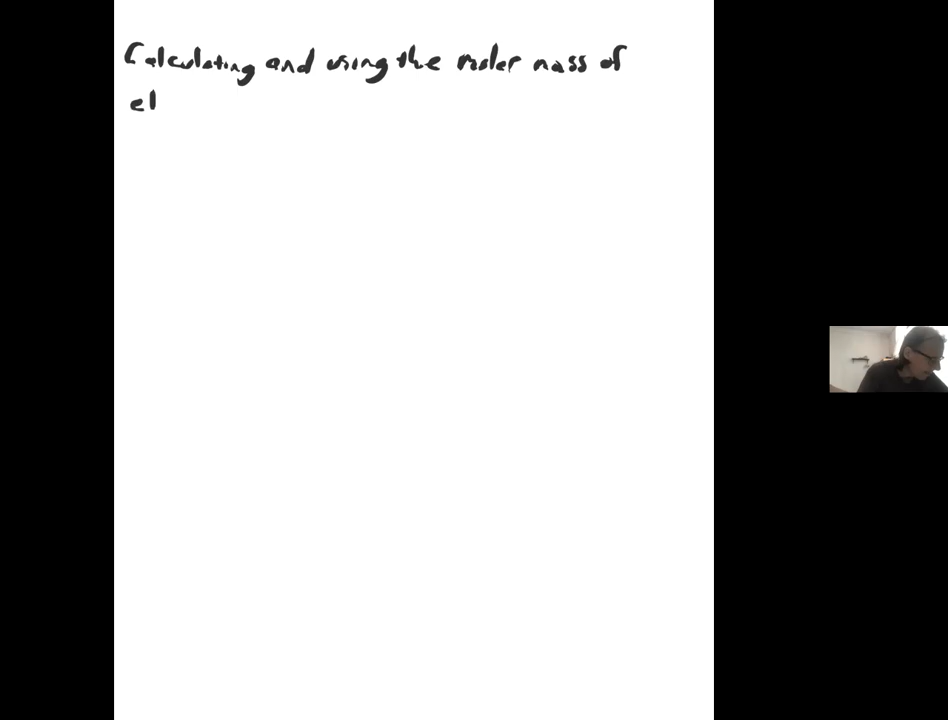 Calculating and using the molar mass of
el